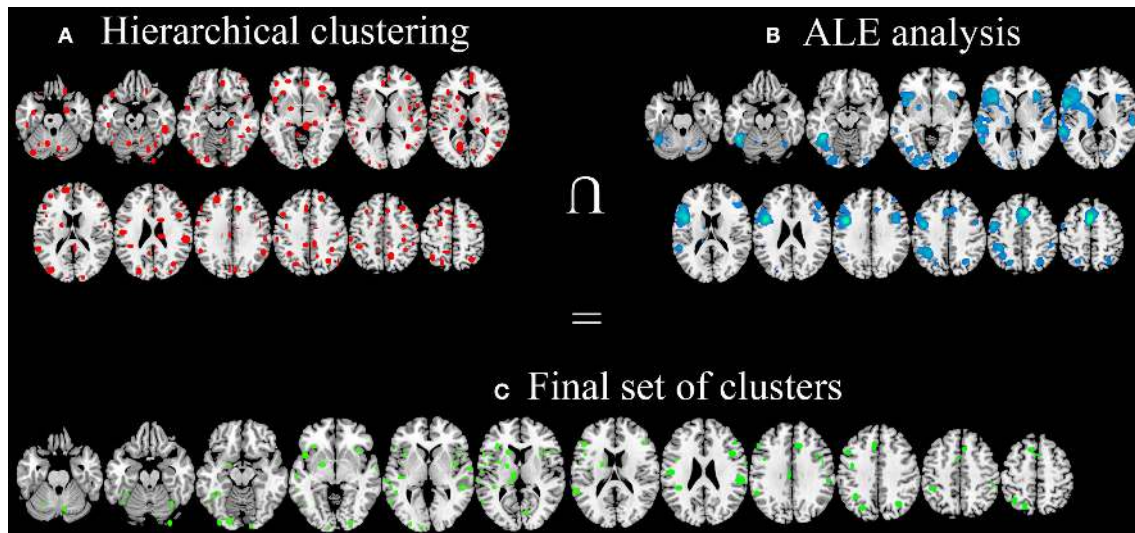 A Hierarchical clustering
B ALE analysis
∩
=
C Final set of clusters